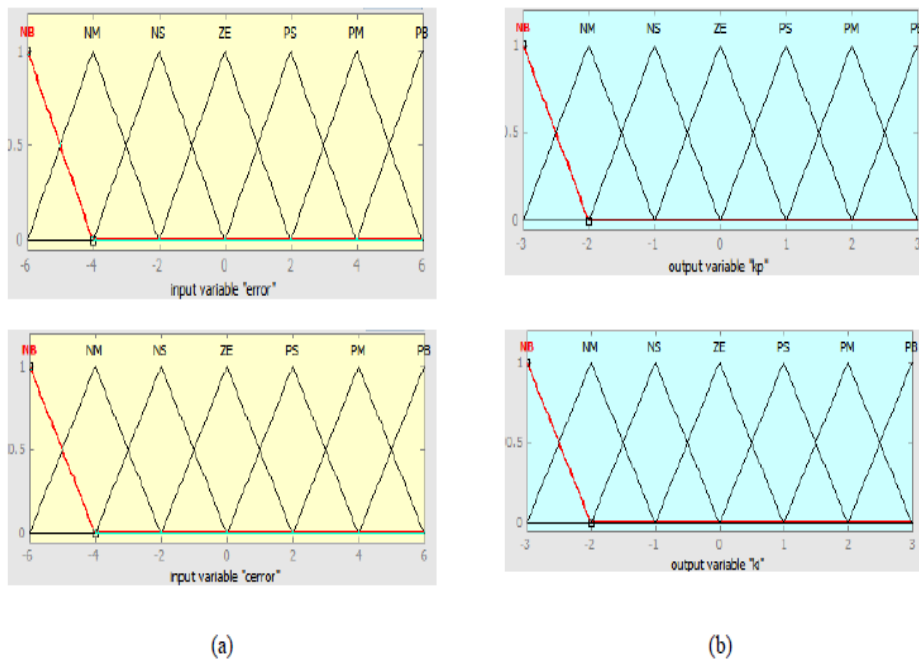 NB NM NS ZE PS PM PB
1
0.5
0
-6 -4 -2 0 2 4 6
input variable "error"
NB NM NS ZE PS PM
1
0.5
0
-3 -2 -1 0 1 2 3
output variable "kp"
NB NM NS ZE PS PM PB
1
0.5
0
-6 -4 -2 0 2 4 6
input variable "cerror"
NB NM NS ZE PS PM PB
1
0.5
0
-3 -2 -1 0 1 2 3
output variable "ki"
(a)
(b)